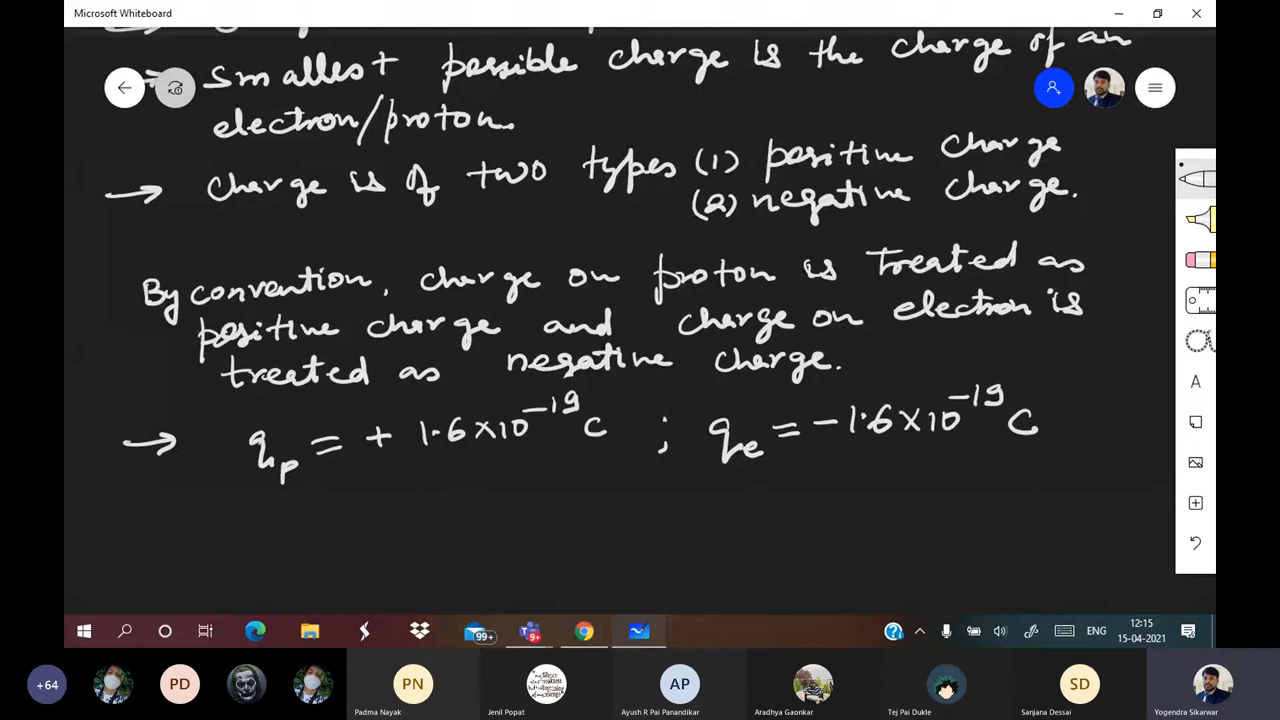 Microsoft Whiteboard
→ Smallest possible charge is the charge of an
electron/proton.
→ charge is of two types (1) positive charge
(2) negative charge.
By convention, charge on proton is treated as
positive charge and charge on electron is
treated as negative charge.
→ qp = + 1.6×10⁻¹⁹ C ; qe = -1.6×10⁻¹⁹ C
A
99+
9+
ENG
12:15
15-04-2021
+64
PD
PN
AP
SD
Padma Nayak
Jenil Popat
Ayush R Pai Panandikar
Aradhya Gaonkar
Tej Pai Dukle
Sanjana Dessai
Yogendra Sikarwar